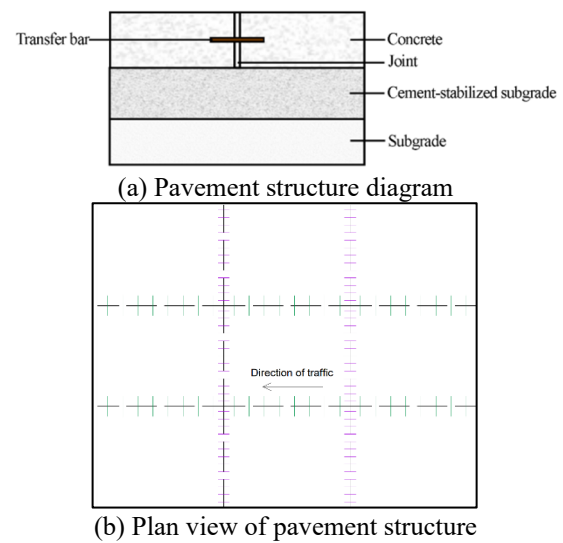 Transfer bar
Concrete
Joint
Cement-stabilized subgrade
Subgrade
(a) Pavement structure diagram
Direction of traffic
(b) Plan view of pavement structure